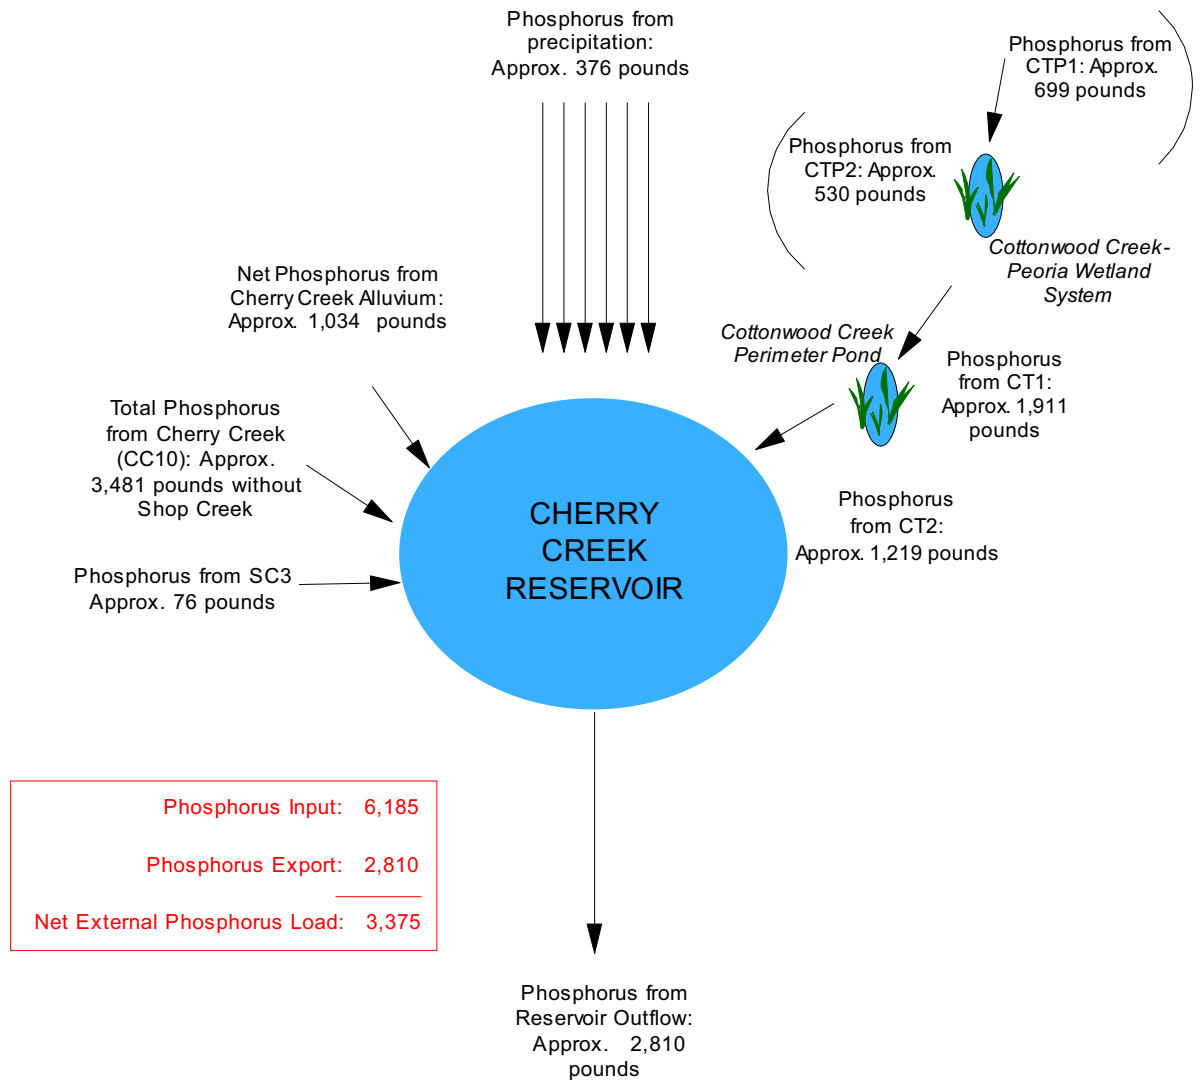 Phosphorus from
precipitation:
Approx. 376 pounds
Phosphorus from
CTP1: Approx.
699 pounds
Phosphorus from
CTP2: Approx.
530 pounds
Cottonwood Creek-
Peoria Wetland
System
Net Phosphorus from
Cherry Creek Alluvium:
Approx. 1,034 pounds
Cottonwood Creek
Perimeter Pond
Phosphorus
from CT1:
Approx. 1,911
pounds
Total Phosphorus
from Cherry Creek
(CC10): Approx.
3,481 pounds without
Shop Creek
CHERRY
CREEK
RESERVOIR
Phosphorus
from CT2:
Approx. 1,219 pounds
Phosphorus from SC3
Approx. 76 pounds
Phosphorus Input: 6,185
Phosphorus Export: 2,810
Net External Phosphorus Load: 3,375
Phosphorus from
Reservoir Outflow:
Approx. 2,810
pounds